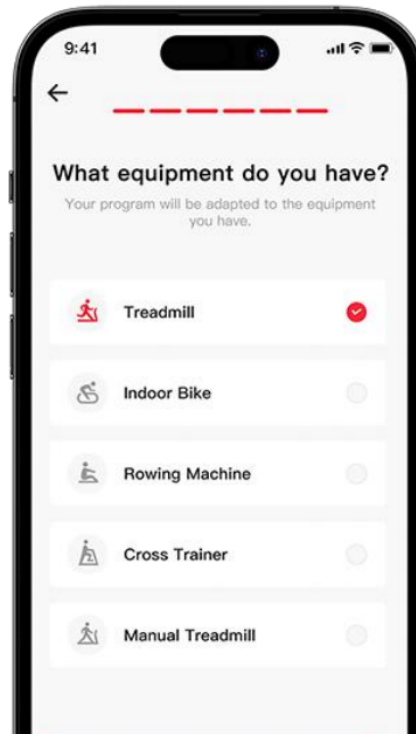 9:41
What equipment do you have?
Your program will be adapted to the equipment
you have.
Treadmill
Indoor Bike
Rowing Machine
Cross Trainer
Manual Treadmill